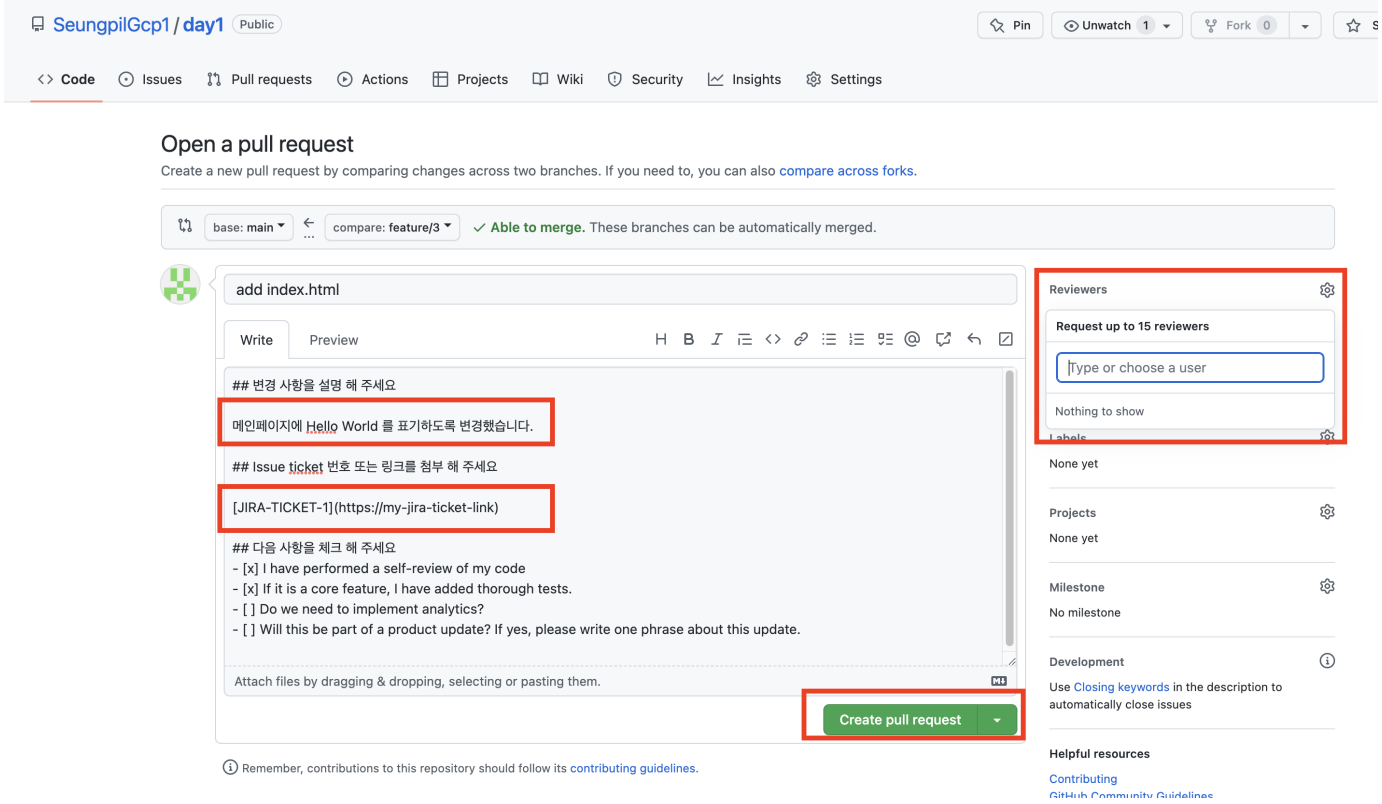 SeungpilGcp1 / day1 Public
Pin
Unwatch 1
Fork 0
Code
Issues
Pull requests
Actions
Projects
Wiki
Security
Insights
Settings
Open a pull request
Create a new pull request by comparing changes across two branches. If you need to, you can also compare across forks.
base: main
compare: feature/3
Able to merge. These branches can be automatically merged.
add index.html
Write
Preview
## 변경 사항을 설명 해 주세요
메인페이지에 Hello World 를 표기하도록 변경했습니다.
## Issue ticket 번호 또는 링크를 첨부 해 주세요
[JIRA-TICKET-1](https://my-jira-ticket-link)
## 다음 사항을 체크 해 주세요
- [x] I have performed a self-review of my code
- [x] If it is a core feature, I have added thorough tests.
- [ ] Do we need to implement analytics?
- [ ] Will this be part of a product update? If yes, please write one phrase about this update.
Attach files by dragging & dropping, selecting or pasting them.
Create pull request
Remember, contributions to this repository should follow its contributing guidelines.
Reviewers
Request up to 15 reviewers
Type or choose a user
Nothing to show
Labels
None yet
Projects
None yet
Milestone
No milestone
Development
Use Closing keywords in the description to
automatically close issues
Helpful resources
Contributing
GitHub Community Guidelines